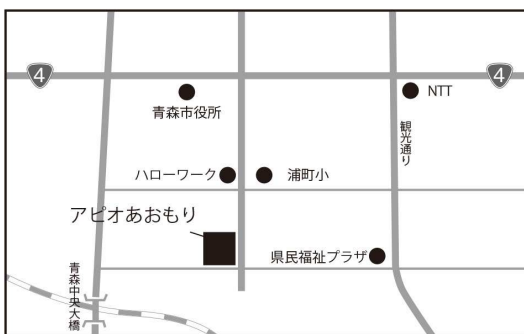 4
4
NTT
青森市役所
観光通り
ハローワーク
浦町小
アピオあおもり
県民福祉プラザ
青森中央大橋